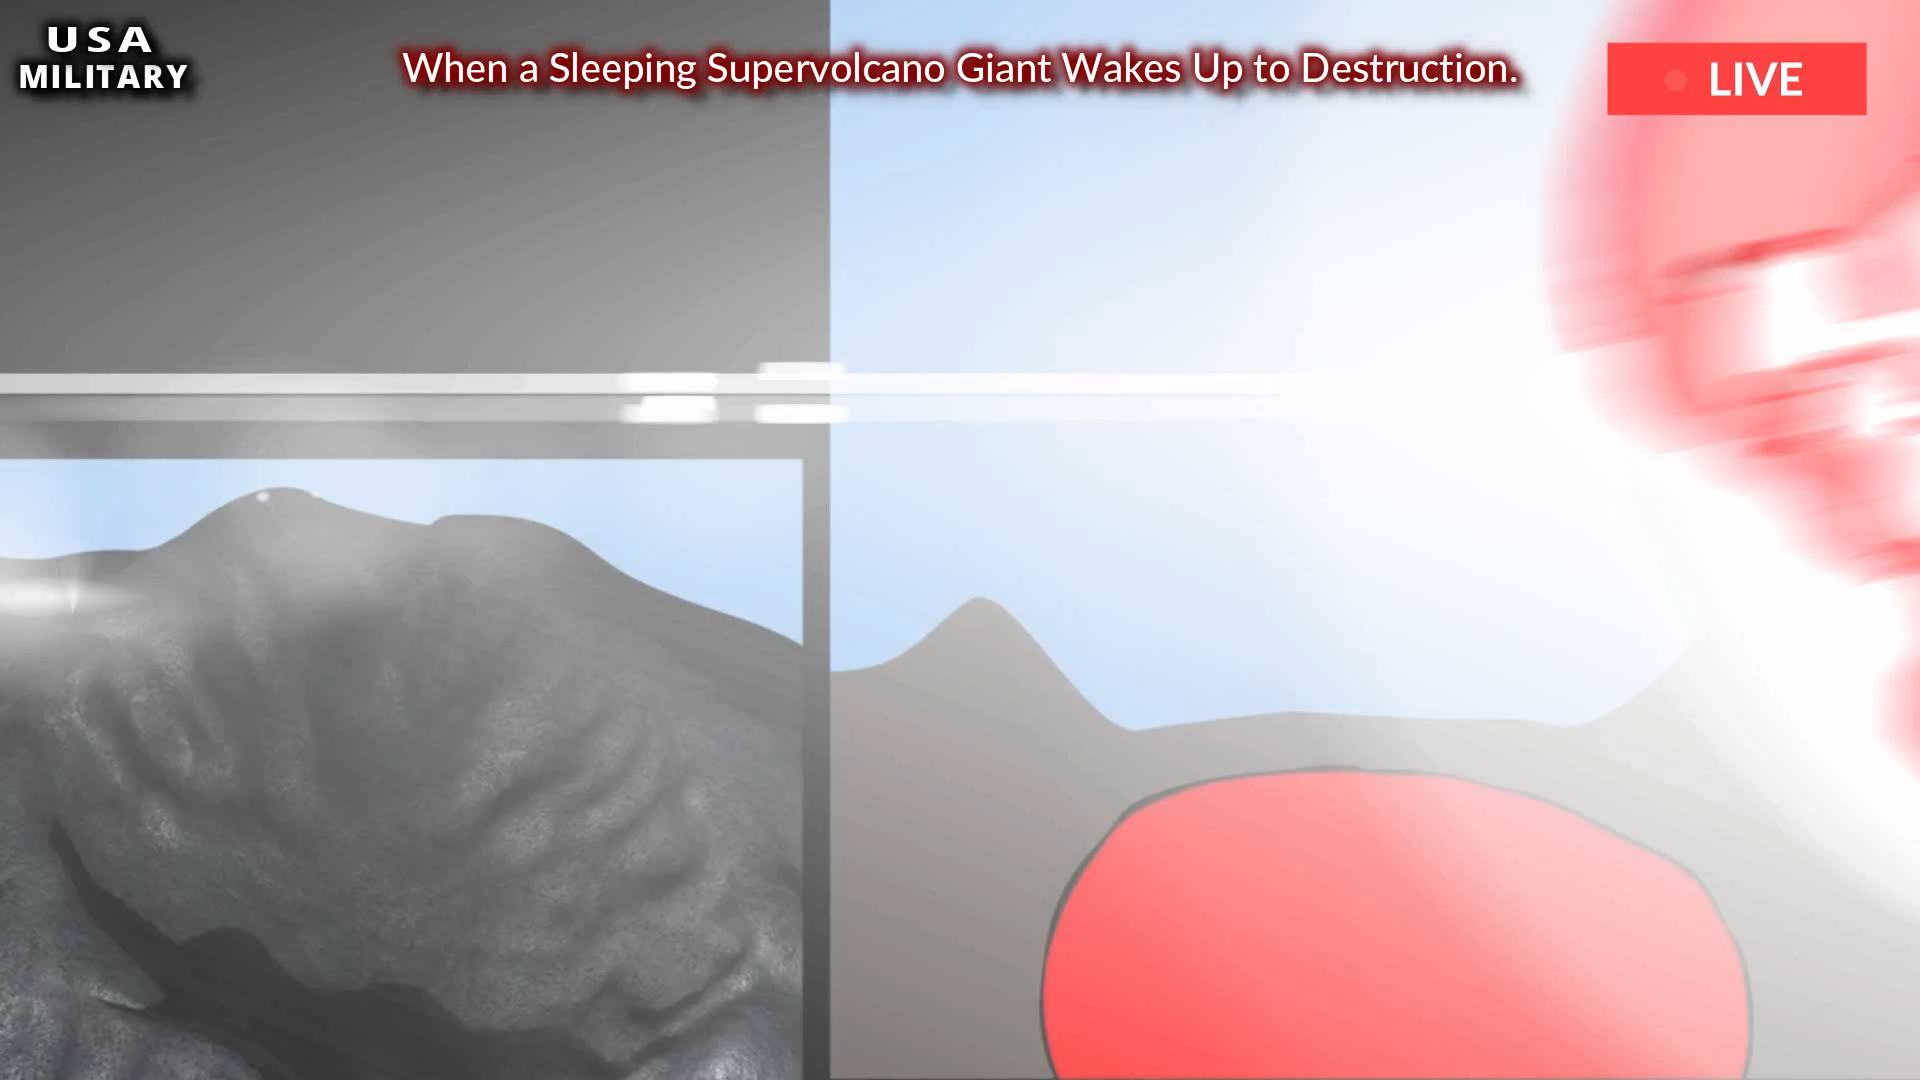 USA
MILITARY
When a Sleeping Supervolcano Giant Wakes Up to Destruction.
LIVE